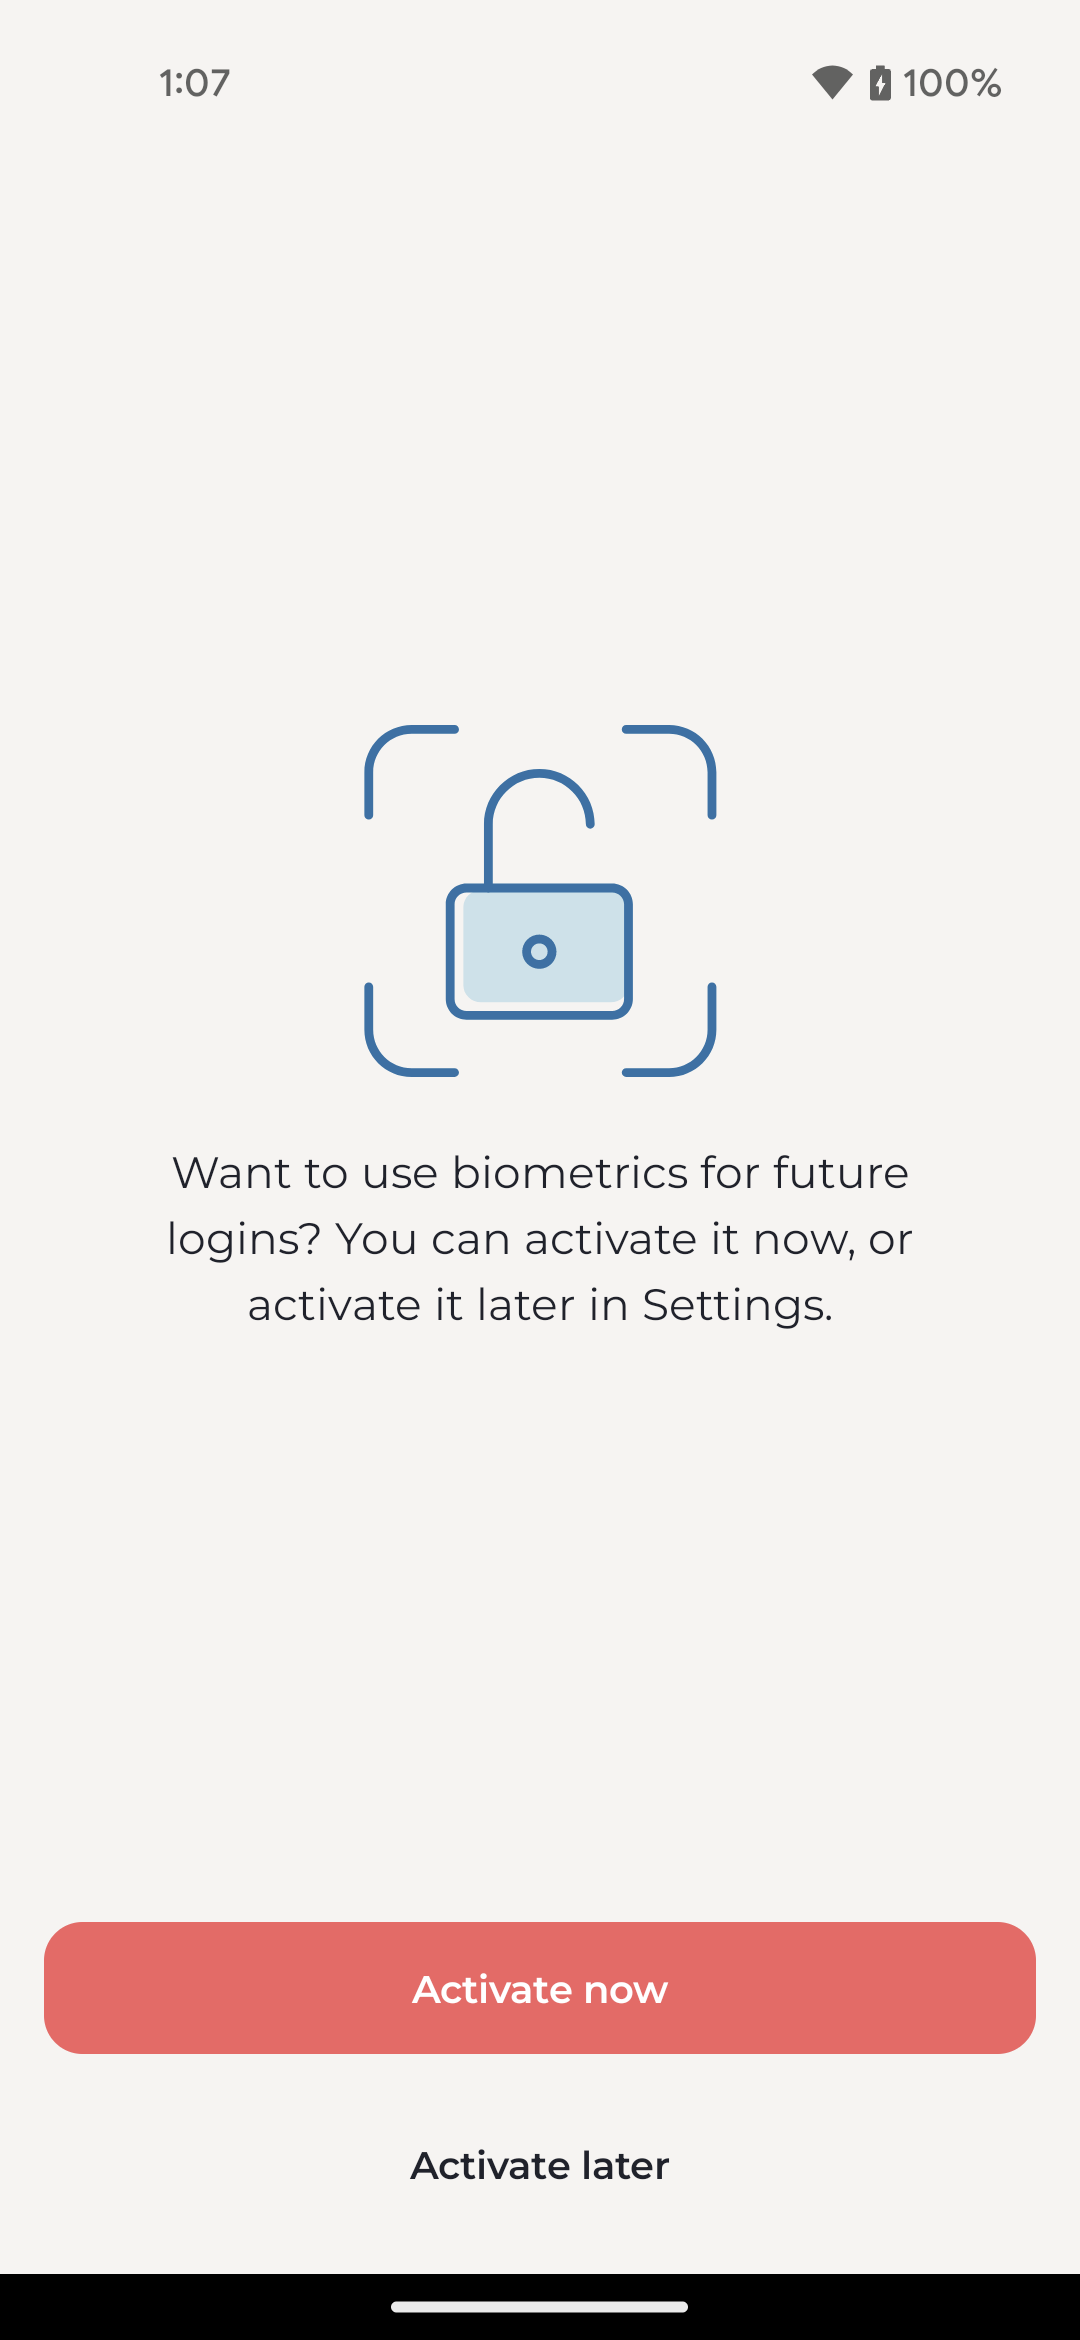 1:07
100%
Want to use biometrics for future
logins? You can activate it now, or
activate it later in Settings.
Activate now
Activate later